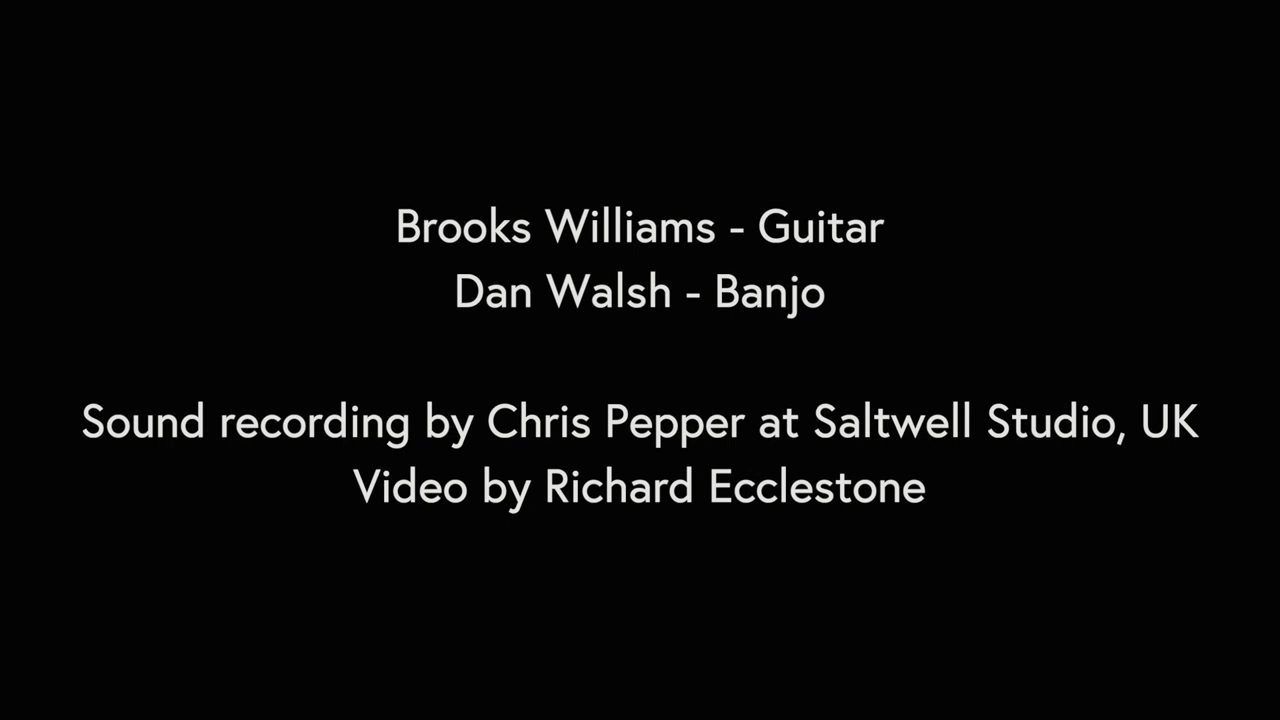 Brooks Williams - Guitar
Dan Walsh - Banjo
Sound recording by Chris Pepper at Saltwell Studio, UK
Video by Richard Ecclestone